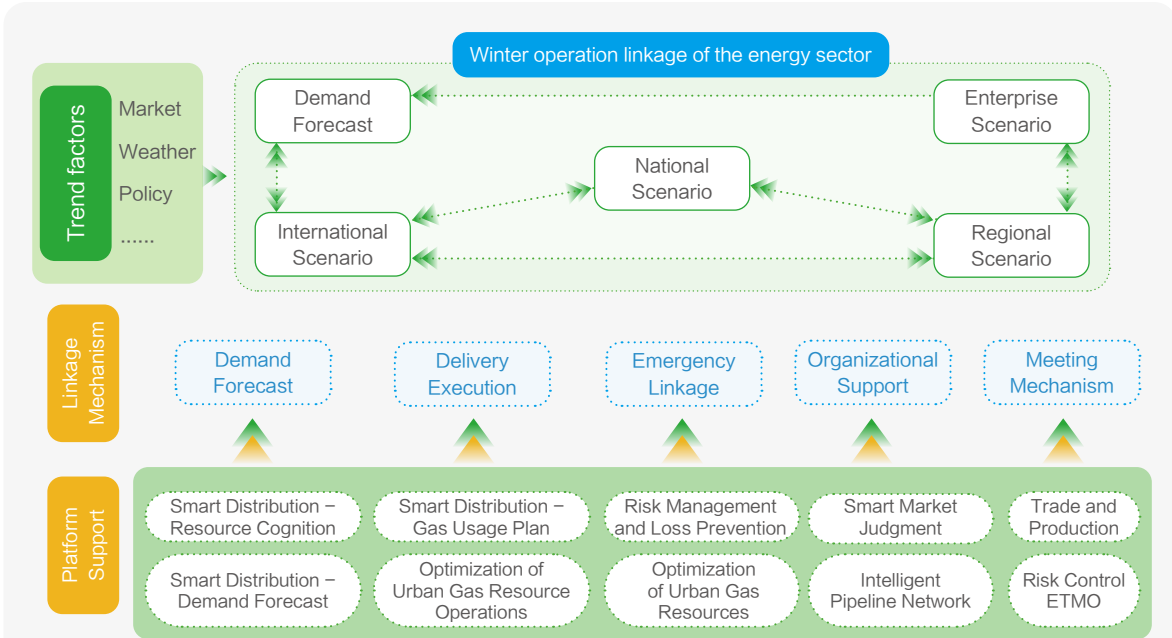 Winter operation linkage of the energy sector
Trend factors
Market
Weather
Policy
......
Demand
Forecast
Enterprise
Scenario
National
Scenario
International
Scenario
Regional
Scenario
Linkage
Mechanism
Demand
Forecast
Delivery
Execution
Emergency
Linkage
Organizational
Support
Meeting
Mechanism
Platform
Support
Smart Distribution –
Resource Cognition
Smart Distribution –
Gas Usage Plan
Risk Management
and Loss Prevention
Smart Market
Judgment
Trade and
Production
Smart Distribution –
Demand Forecast
Optimization of
Urban Gas Resource
Operations
Optimization
of Urban Gas
Resources
Intelligent
Pipeline Network
Risk Control
ETMO